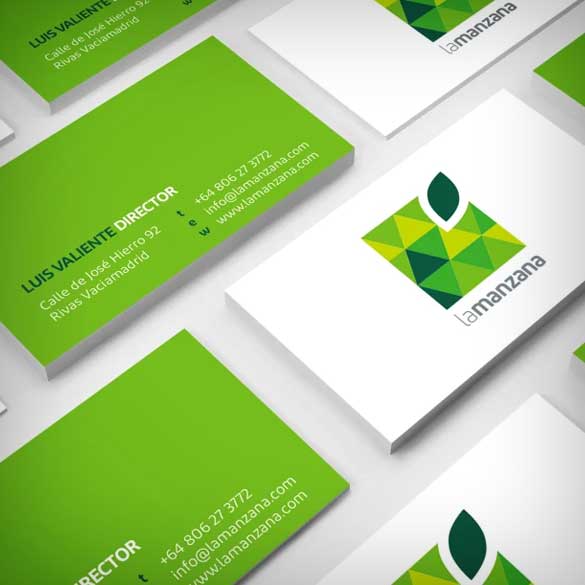 LUIS VALIENTE
Calle de José Hierro 92
Rivas Vaciamadrid
lamanzana
LUIS VALIENTE DIRECTOR
Calle de José Hierro 92
Rivas Vaciamadrid
t +64 806 27 3772
e info@lamanzana.com
w www.lamanzana.com
lamanzana
DIRECTOR
t +64 806 27 3772
info@lamanzana.com
www.lamanzana.com